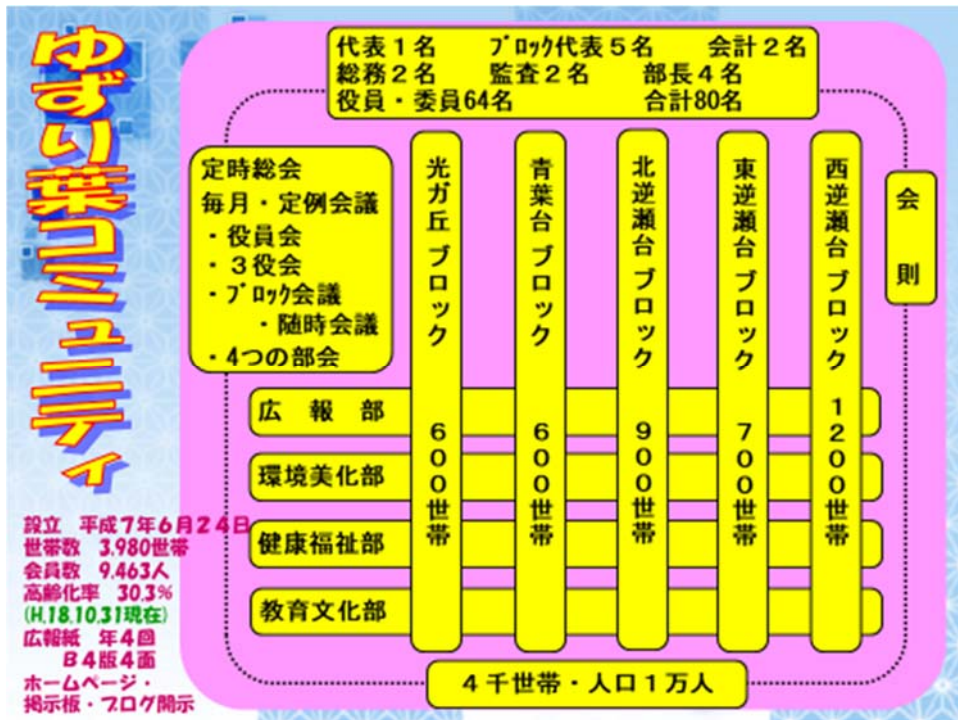 ゆずり葉コミュニティ
代表1名 ブロック代表5名 会計2名
総務2名 監査2名 部長4名
役員・委員64名 合計80名
定時総会
毎月・定例会議
・役員会
・3役会
・ブロック会議
・随時会議
・4つの部会
光ガ丘ブロック 600世帯
青葉台ブロック 600世帯
北逆瀬台ブロック 900世帯
東逆瀬台ブロック 700世帯
西逆瀬台ブロック 1200世帯
会則
広報部
環境美化部
健康福祉部
教育文化部
4千世帯・人口1万人
設立 平成7年6月24日
世帯数 3,980世帯
会員数 9,463人
高齢化率 30.3%
(H,18,10,31現在)
広報紙 年4回
B4版4面
ホームページ・
掲示板・ブログ開示